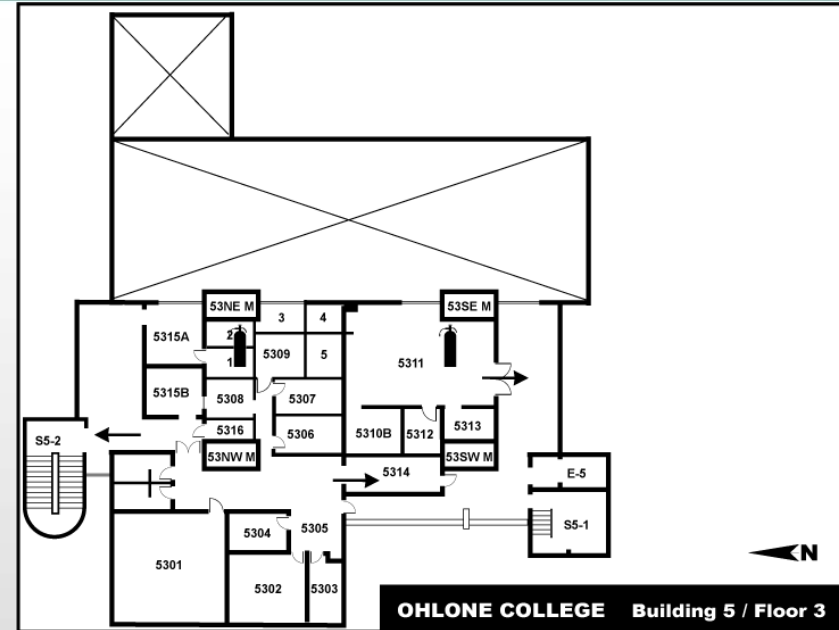 53NE M
3
4
53SE M
2
5315A
1
5309
5
5311
5315B
5308
5307
5316
5306
5310B
5312
5313
S5-2
53NW M
53SW M
5314
E-5
5304
5305
S5-1
5301
5302
5303
N
OHLONE COLLEGE Building 5 / Floor 3